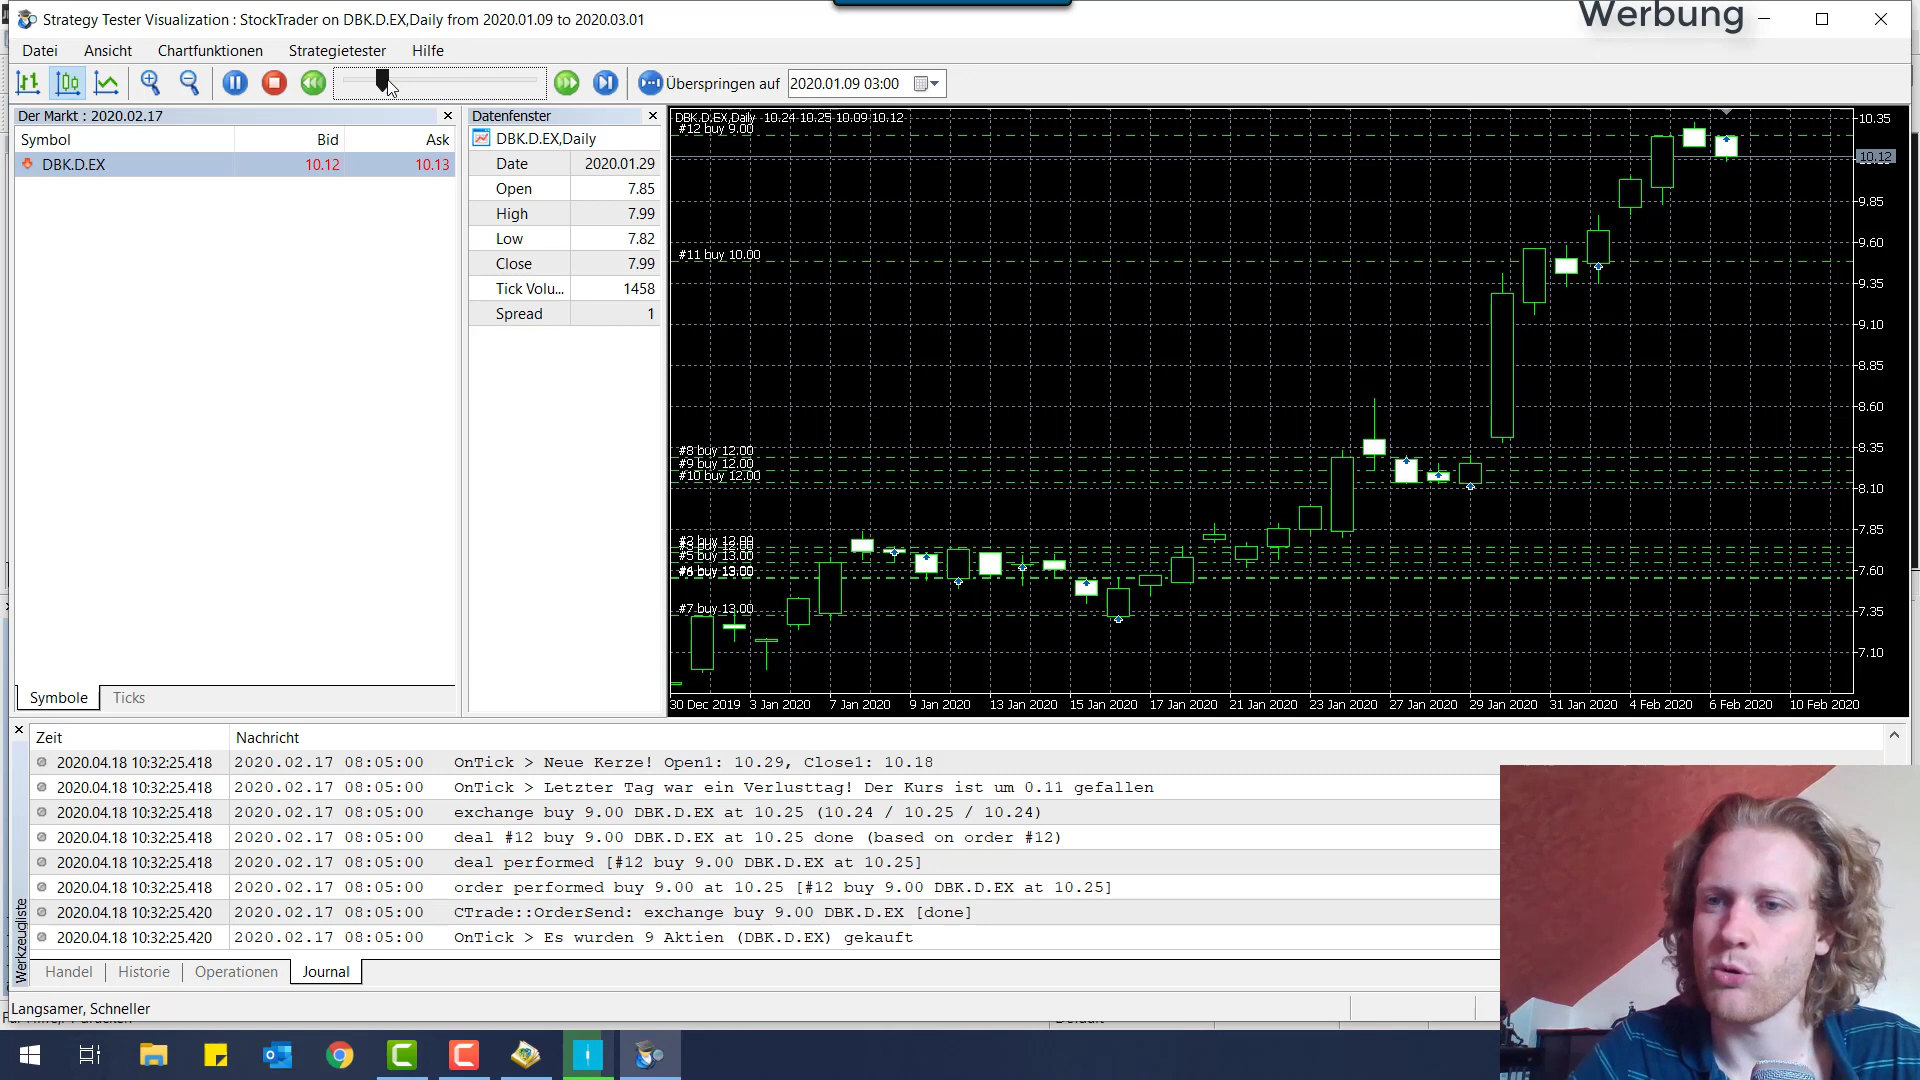 Strategy Tester Visualization : StockTrader on DBK.D.EX,Daily from 2020.01.09 to 2020.03.01
Werbung
Datei Ansicht Chartfunktionen Strategietester Hilfe
Überspringen auf 2020.01.09 03:00
Der Markt : 2020.02.17
Symbol Bid Ask
DBK.D.EX 10.12 10.13
Symbole Ticks
Datenfenster
DBK.D.EX,Daily
Date 2020.01.29
Open 7.85
High 7.99
Low 7.82
Close 7.99
Tick Volu... 1458
Spread 1
DBK.D.EX,Daily 10.24 10.25 10.09 10.12
#12 buy 9.00
#11 buy 10.00
#8 buy 12.00
#9 buy 12.00
#10 buy 12.00
#5 buy 13.00
#7 buy 13.00
10.35
10.12
9.85
9.60
9.35
9.10
8.85
8.60
8.35
8.10
7.85
7.60
7.35
7.10
30 Dec 2019 3 Jan 2020 7 Jan 2020 9 Jan 2020 13 Jan 2020 15 Jan 2020 17 Jan 2020 21 Jan 2020 23 Jan 2020 27 Jan 2020 29 Jan 2020 31 Jan 2020 4 Feb 2020 6 Feb 2020 10 Feb 2020
Zeit Nachricht
2020.04.18 10:32:25.418 2020.02.17 08:05:00 OnTick > Neue Kerze! Open1: 10.29, Close1: 10.18
2020.04.18 10:32:25.418 2020.02.17 08:05:00 OnTick > Letzter Tag war ein Verlusttag! Der Kurs ist um 0.11 gefallen
2020.04.18 10:32:25.418 2020.02.17 08:05:00 exchange buy 9.00 DBK.D.EX at 10.25 (10.24 / 10.25 / 10.24)
2020.04.18 10:32:25.418 2020.02.17 08:05:00 deal #12 buy 9.00 DBK.D.EX at 10.25 done (based on order #12)
2020.04.18 10:32:25.418 2020.02.17 08:05:00 deal performed [#12 buy 9.00 DBK.D.EX at 10.25]
2020.04.18 10:32:25.418 2020.02.17 08:05:00 order performed buy 9.00 at 10.25 [#12 buy 9.00 DBK.D.EX at 10.25]
2020.04.18 10:32:25.420 2020.02.17 08:05:00 CTrade::OrderSend: exchange buy 9.00 DBK.D.EX [done]
2020.04.18 10:32:25.420 2020.02.17 08:05:00 OnTick > Es wurden 9 Aktien (DBK.D.EX) gekauft
Werkzeugliste
Handel Historie Operationen Journal
Langsamer, Schneller